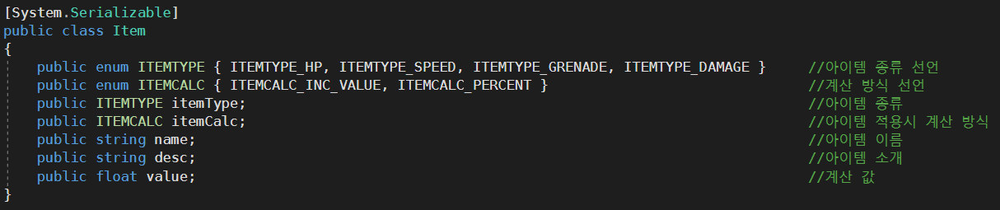 [System.Serializable]
public class Item
{
    public enum ITEMTYPE { ITEMTYPE_HP, ITEMTYPE_SPEED, ITEMTYPE_GRENADE, ITEMTYPE_DAMAGE }     //아이템 종류 선언
    public enum ITEMCALC { ITEMCALC_INC_VALUE, ITEMCALC_PERCENT }                               //계산 방식 선언
    public ITEMTYPE itemType;                                                                   //아이템 종류
    public ITEMCALC itemCalc;                                                                   //아이템 적용시 계산 방식
    public string name;                                                                         //아이템 이름
    public string desc;                                                                         //아이템 소개
    public float value;                                                                         //계산 값
}